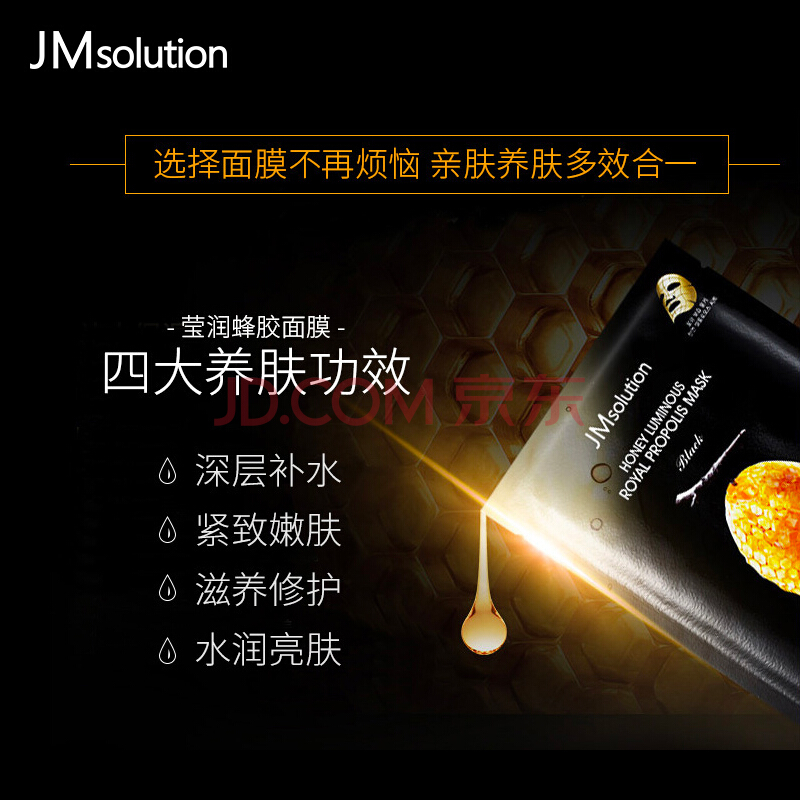 JMsolution
选择面膜不再烦恼 亲肤养肤多效合一
- 莹润蜂胶面膜 -
四大养肤功效
JD.COM 京东
深层补水
紧致嫩肤
滋养修护
水润亮肤
JMsolution
HONEY LUMINOUS
ROYAL PROPOLIS MASK
Black